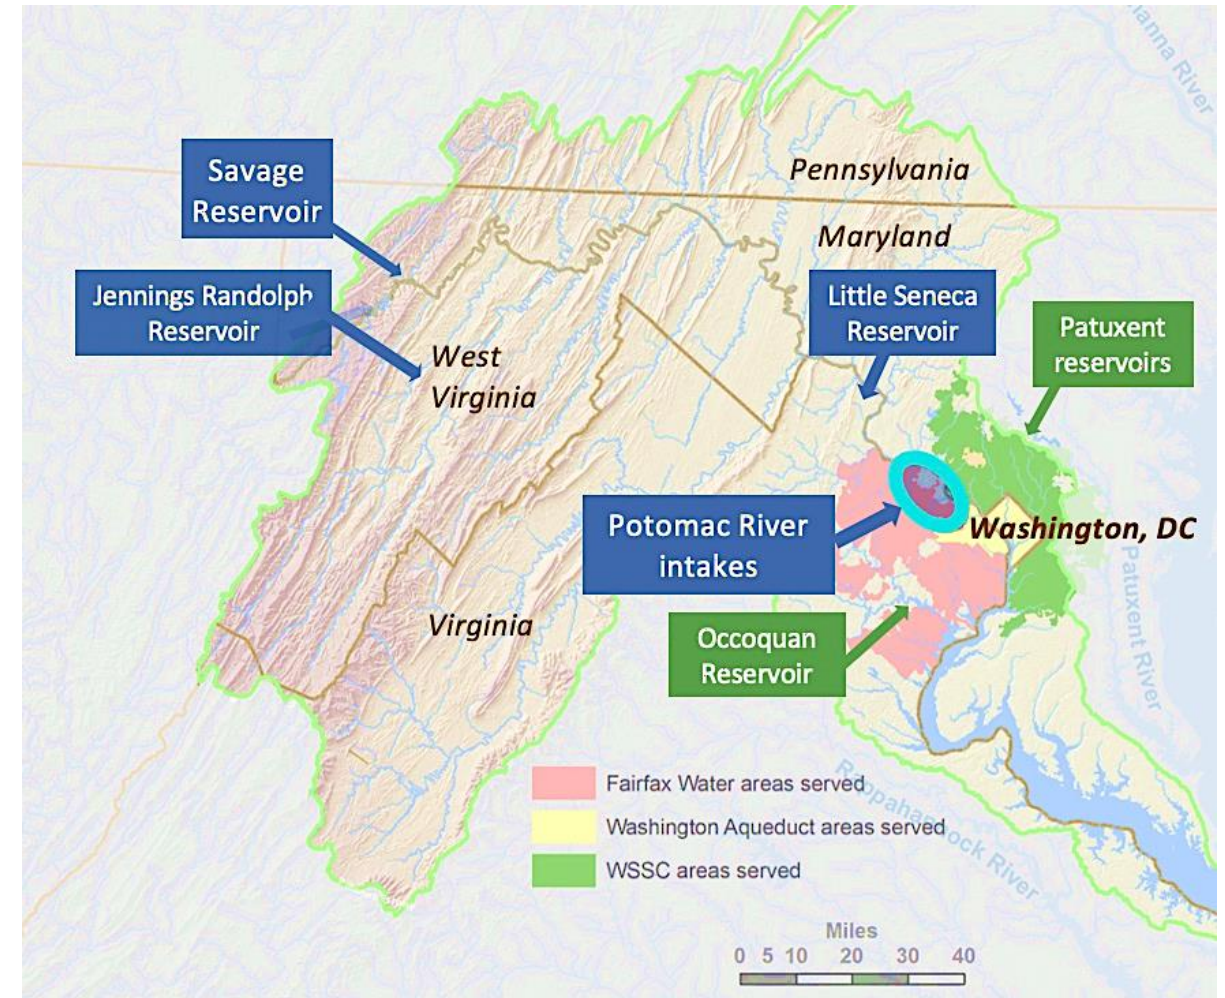 hanna River
Pennsylvania
Savage
Reservoir
Maryland
Jennings Randolph
Reservoir
Little Seneca
Reservoir
Patuxent
reservoirs
West
Virginia
Potomac River
intakes
Washington, DC
Patuxent River
Virginia
Occoquan
Reservoir
Rappahannock River
Fairfax Water areas served
Washington Aqueduct areas served
WSSC areas served
Miles
0 5 10 20 30 40